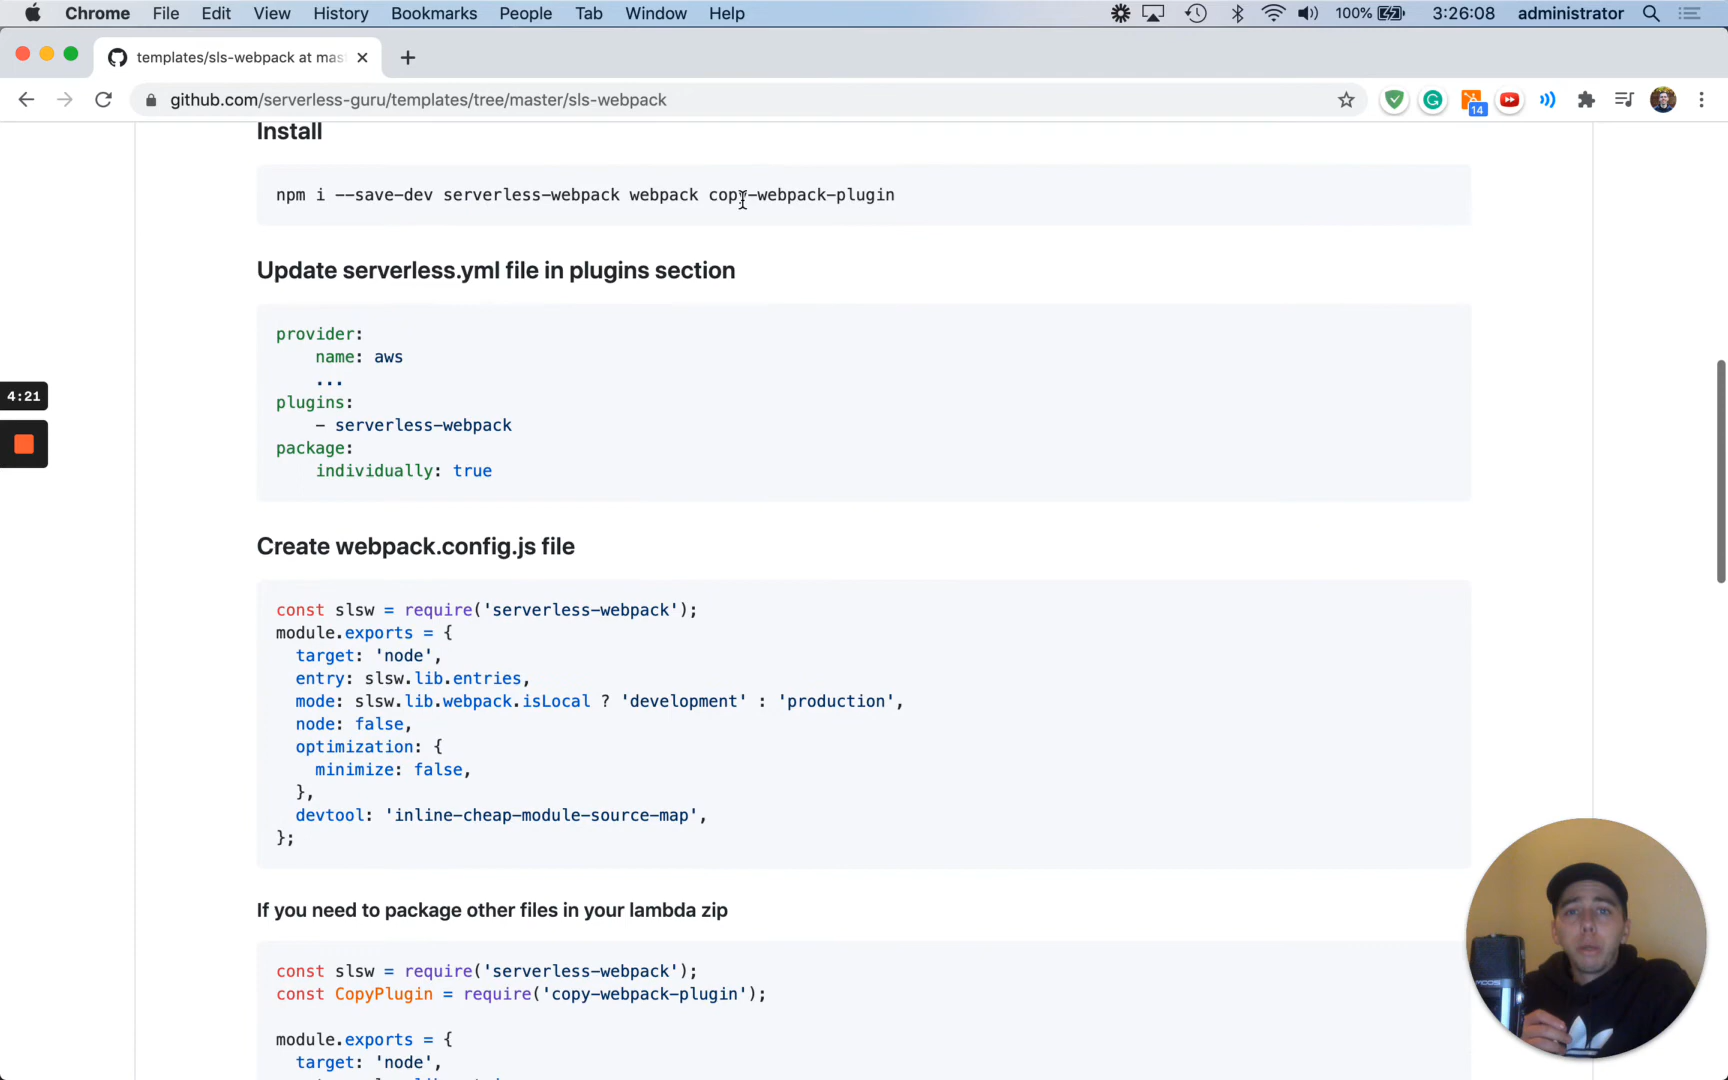 Chrome File Edit View History Bookmarks People Tab Window Help 100% 3:26:08 administrator
templates/sls-webpack at mas
github.com/serverless-guru/templates/tree/master/sls-webpack
14
Install
npm i --save-dev serverless-webpack webpack copy-webpack-plugin
Update serverless.yml file in plugins section
provider:
name: aws
...
plugins:
- serverless-webpack
package:
individually: true
4:21
Create webpack.config.js file
const slsw = require('serverless-webpack');
module.exports = {
target: 'node',
entry: slsw.lib.entries,
mode: slsw.lib.webpack.isLocal ? 'development' : 'production',
node: false,
optimization: {
minimize: false,
},
devtool: 'inline-cheap-module-source-map',
};
If you need to package other files in your lambda zip
const slsw = require('serverless-webpack');
const CopyPlugin = require('copy-webpack-plugin');
module.exports = {
target: 'node',